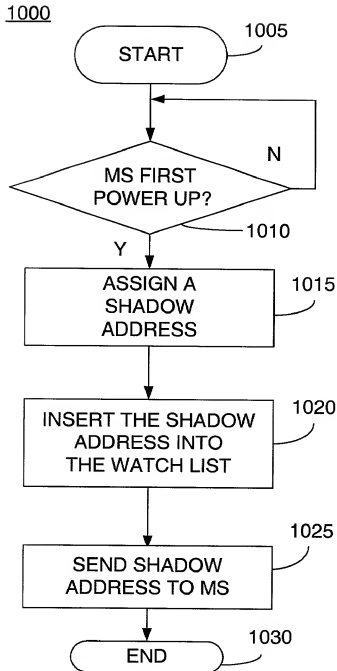 1000
START
1005
N
MS FIRST
POWER UP?
1010
Y
ASSIGN A
SHADOW
ADDRESS
1015
INSERT THE SHADOW
ADDRESS INTO
THE WATCH LIST
1020
SEND SHADOW
ADDRESS TO MS
1025
END
1030